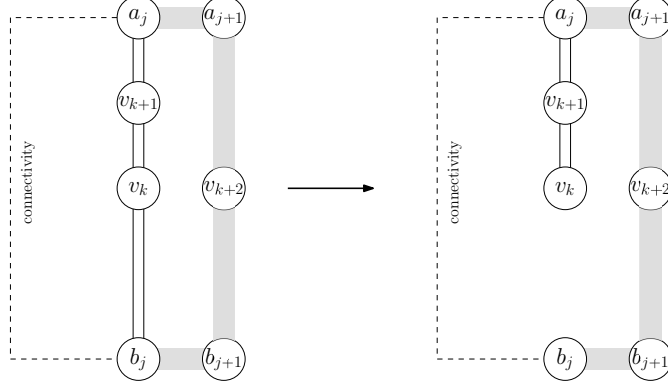 a_j a_{j+1} a_j a_{j+1}
v_{k+1} v_{k+1}
connectivity connectivity
v_k v_{k+2} v_k v_{k+2}
b_j b_{j+1} b_j b_{j+1}